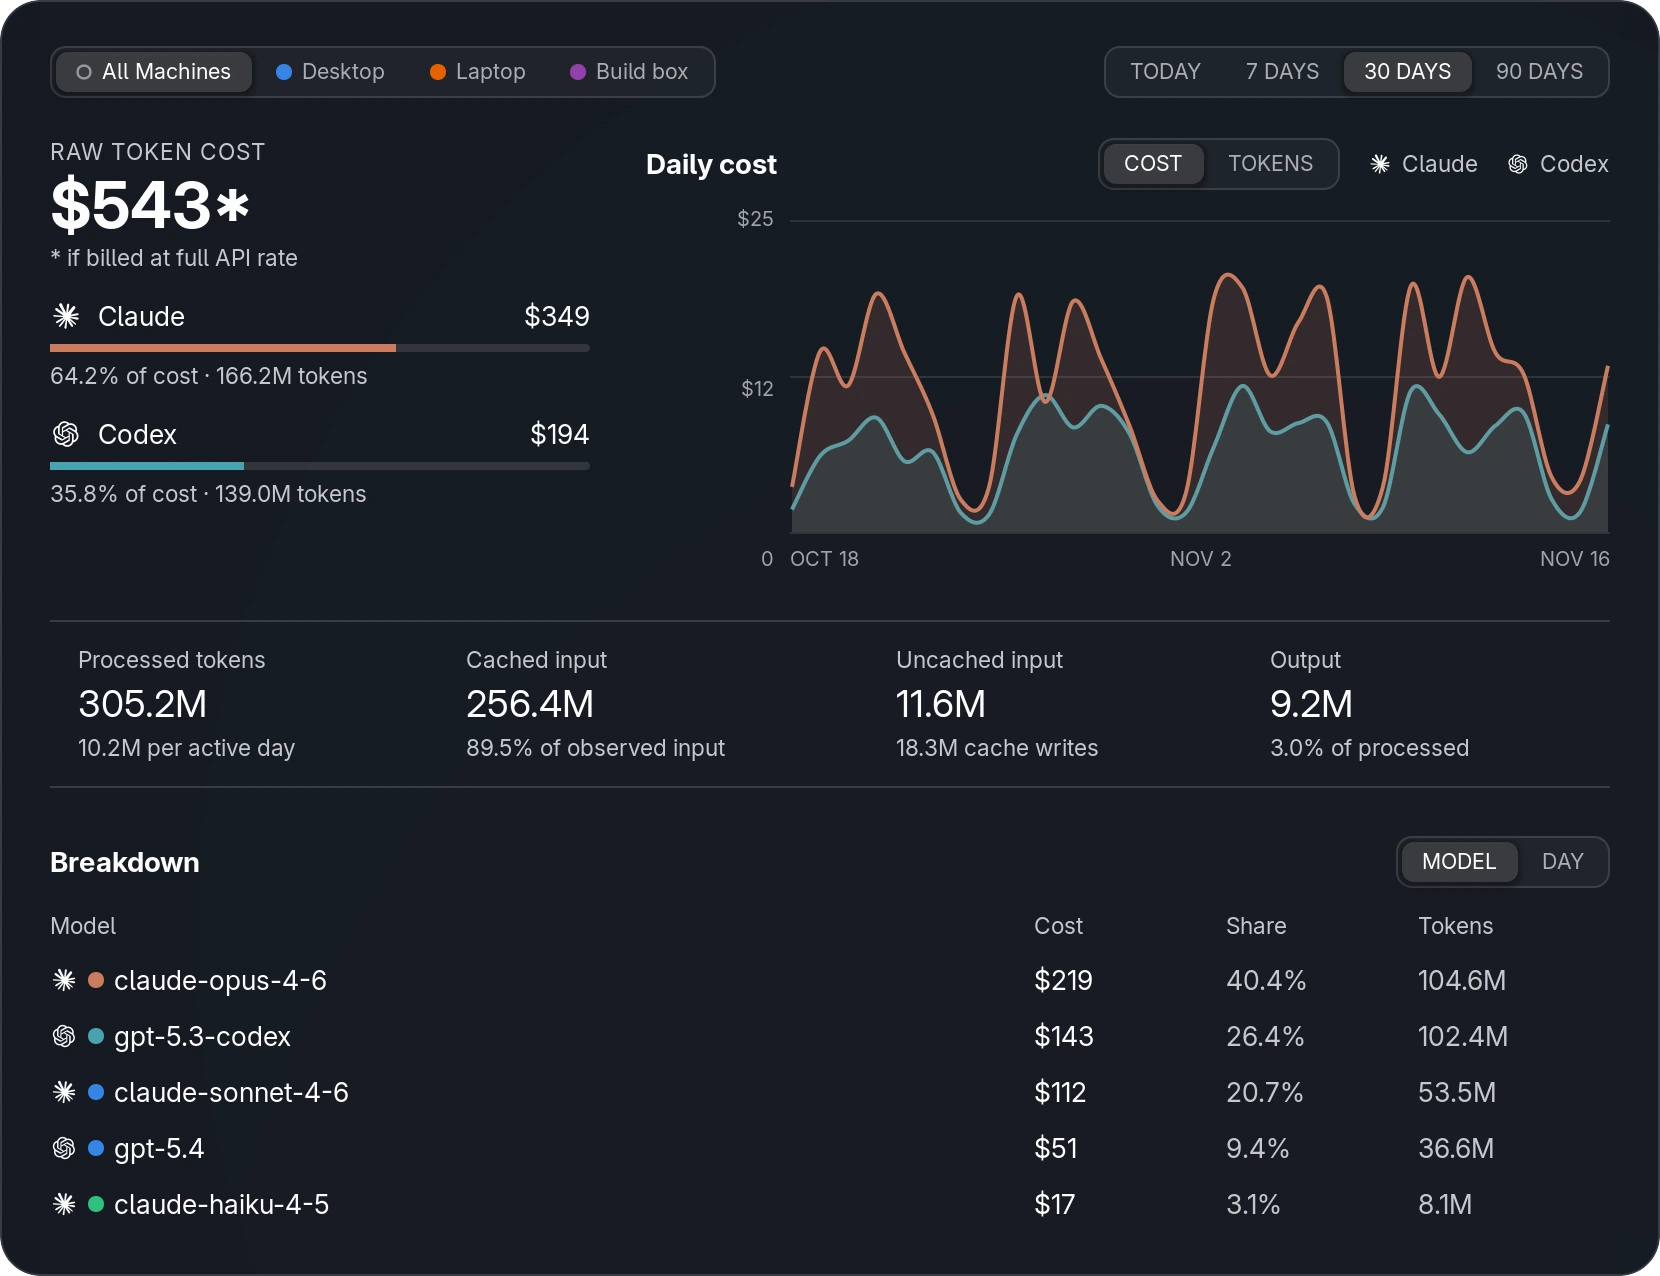 All Machines Desktop Laptop Build box
TODAY 7 DAYS 30 DAYS 90 DAYS
RAW TOKEN COST
$543*
* if billed at full API rate
Claude $349
64.2% of cost · 166.2M tokens
Codex $194
35.8% of cost · 139.0M tokens
Daily cost
COST TOKENS Claude Codex
$25
$12
0 OCT 18 NOV 2 NOV 16
Processed tokens
305.2M
10.2M per active day
Cached input
256.4M
89.5% of observed input
Uncached input
11.6M
18.3M cache writes
Output
9.2M
3.0% of processed
Breakdown
MODEL DAY
Model Cost Share Tokens
claude-opus-4-6 $219 40.4% 104.6M
gpt-5.3-codex $143 26.4% 102.4M
claude-sonnet-4-6 $112 20.7% 53.5M
gpt-5.4 $51 9.4% 36.6M
claude-haiku-4-5 $17 3.1% 8.1M